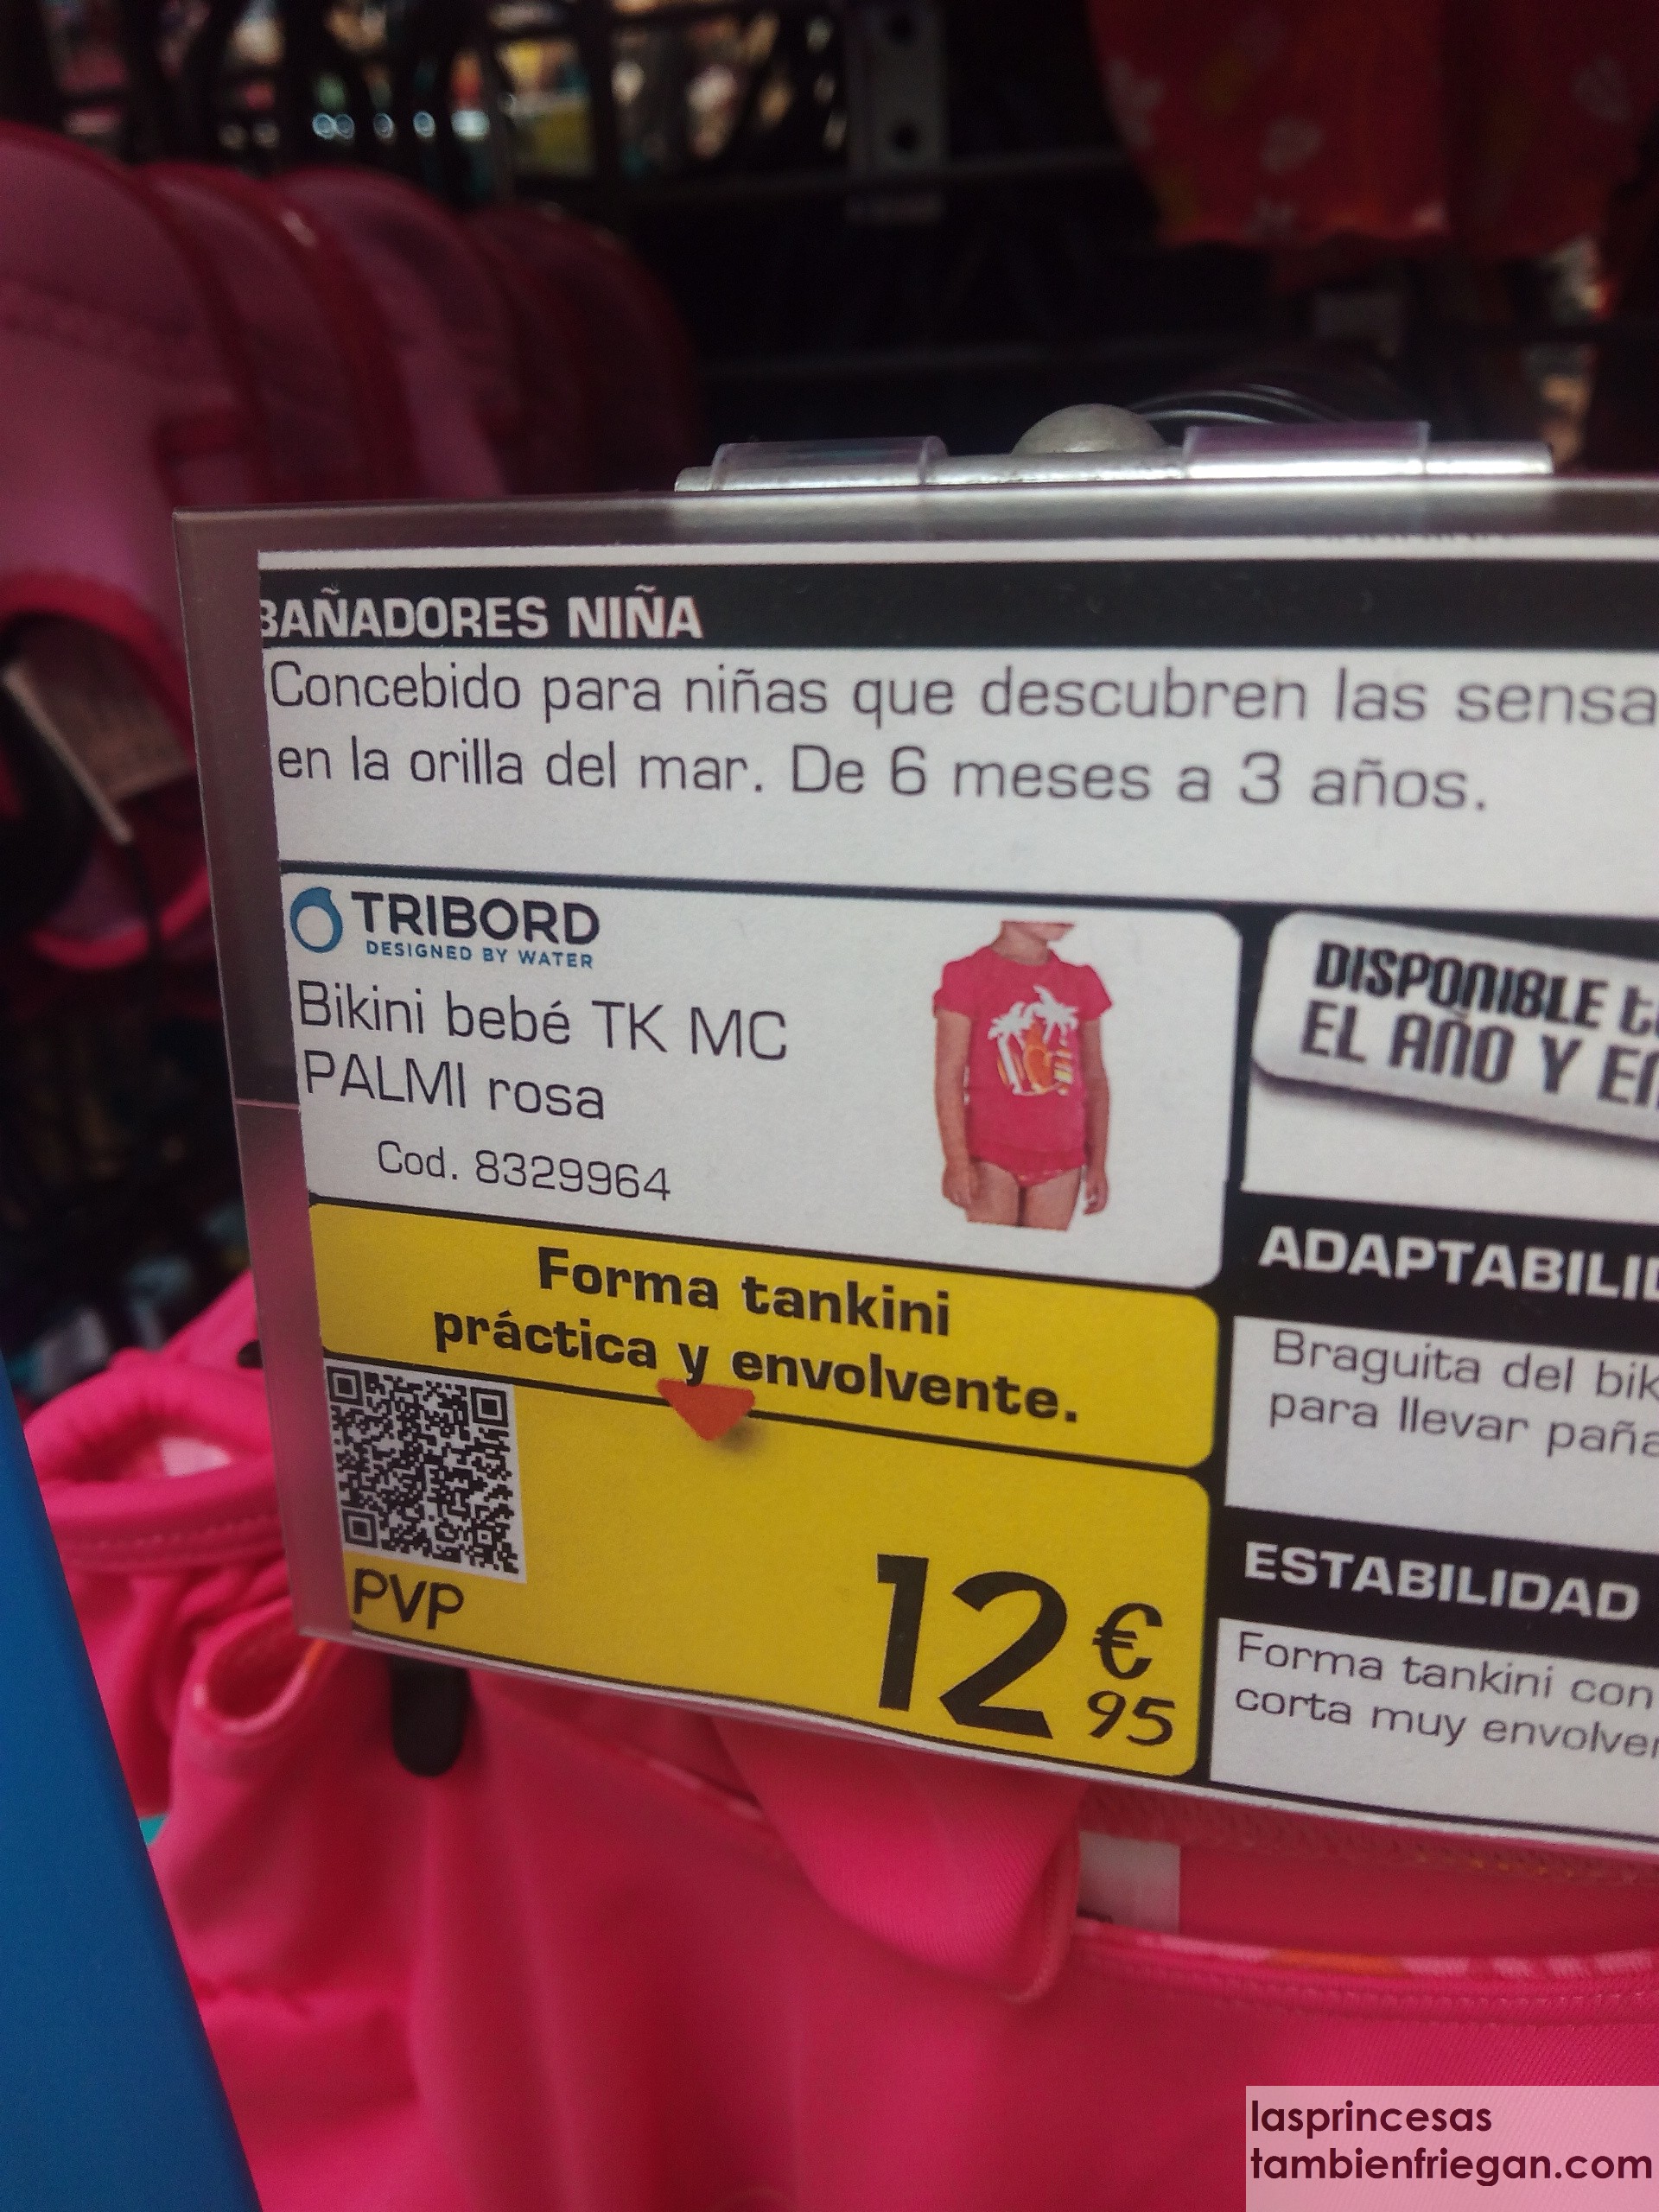 BAÑADORES NIÑA
Concebido para niñas que descubren las
en la orilla del mar. De 6 meses a 3 años.
TRIBORD
DESIGNED BY WATER
Bikini bebé TK MC
PALMI rosa
Cod. 8329964
Forma tankini
práctica y envolvente.
PVP
12 €
95
DISPONIBLE
EL AÑO Y
Braguita del
para llevar
ESTABILIDAD
Forma tankini con
corta muy
lasprincesas
tambienfriegan.com